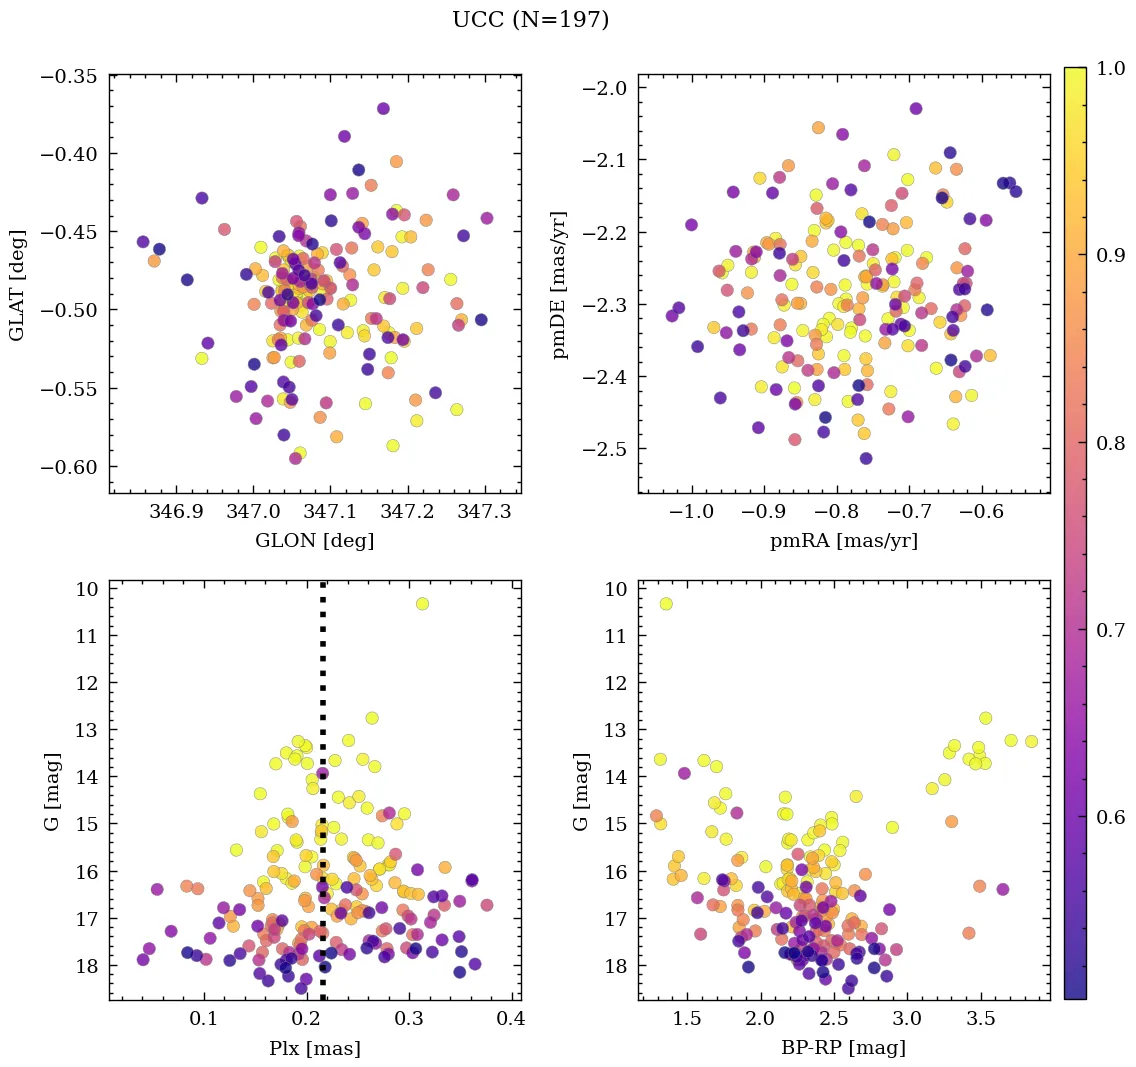 UCC (N=197)
−0.35
−0.40
−0.45
−0.50
−0.55
−0.60
GLAT [deg]
346.9 347.0 347.1 347.2 347.3
GLON [deg]
−2.0
−2.1
−2.2
−2.3
−2.4
−2.5
pmDE [mas/yr]
−1.0 −0.9 −0.8 −0.7 −0.6
pmRA [mas/yr]
1.0
0.9
0.8
0.7
0.6
10
11
12
13
14
15
16
17
18
G [mag]
0.1 0.2 0.3 0.4
Plx [mas]
10
11
12
13
14
15
16
17
18
G [mag]
1.5 2.0 2.5 3.0 3.5
BP-RP [mag]